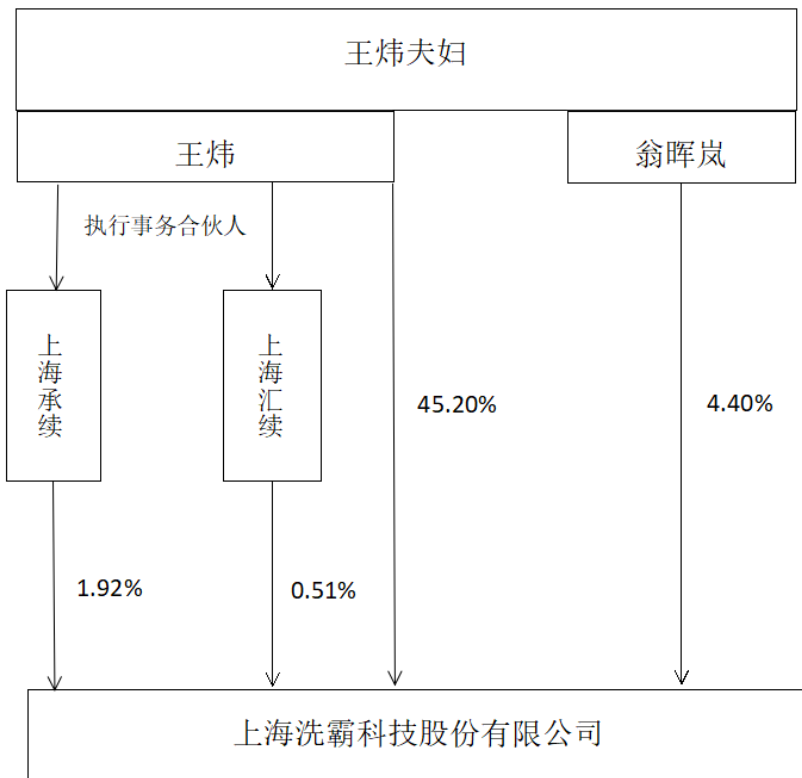 王炜夫妇
王炜
翁晖岚
执行事务合伙人
上海承续
上海汇续
45.20%
4.40%
1.92%
0.51%
上海洗霸科技股份有限公司